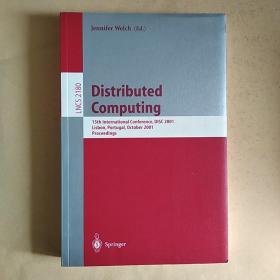 Jennifer Welch (Ed.)
LNCS 2180
Distributed
Computing
15th International Conference, DISC 2001
Lisbon, Portugal, October 2001
Proceedings
Springer